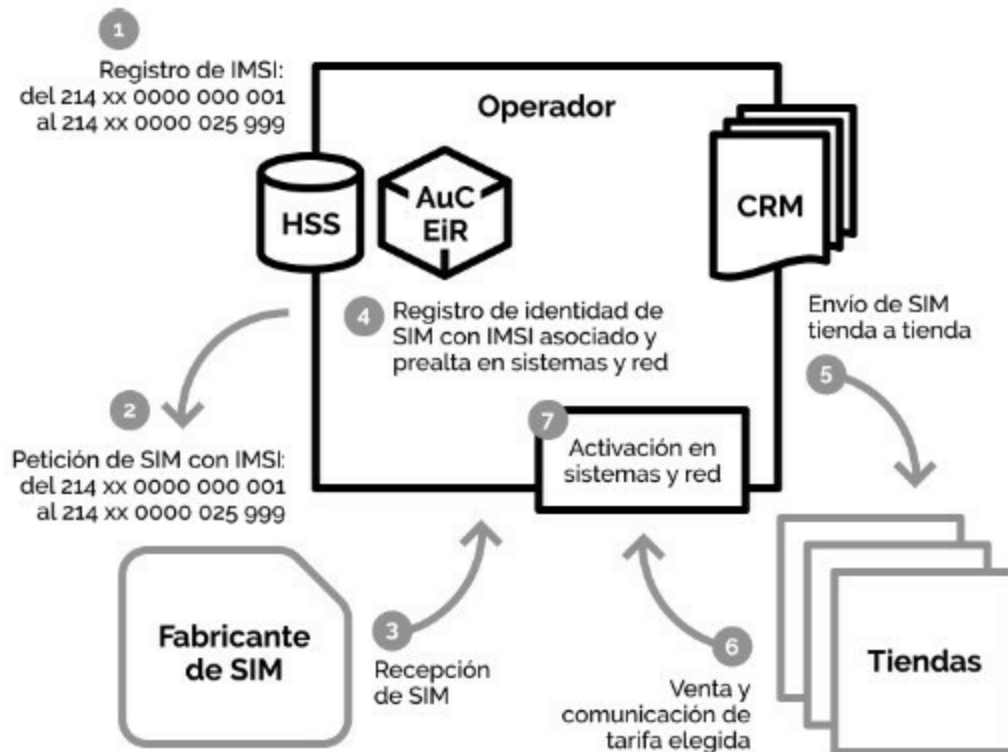 1
Registro de IMSI:
del 214 xx 0000 000 001
al 214 xx 0000 025 999
Operador
HSS
AuC
EiR
CRM
4
Registro de identidad de
SIM con IMSI asociado y
prealta en sistemas y red
Envío de SIM
tienda a tienda
5
2
Petición de SIM con IMSI:
del 214 xx 0000 000 001
al 214 xx 0000 025 999
7
Activación en
sistemas y red
Fabricante
de SIM
3
Recepción
de SIM
6
Venta y
comunicación de
tarifa elegida
Tiendas